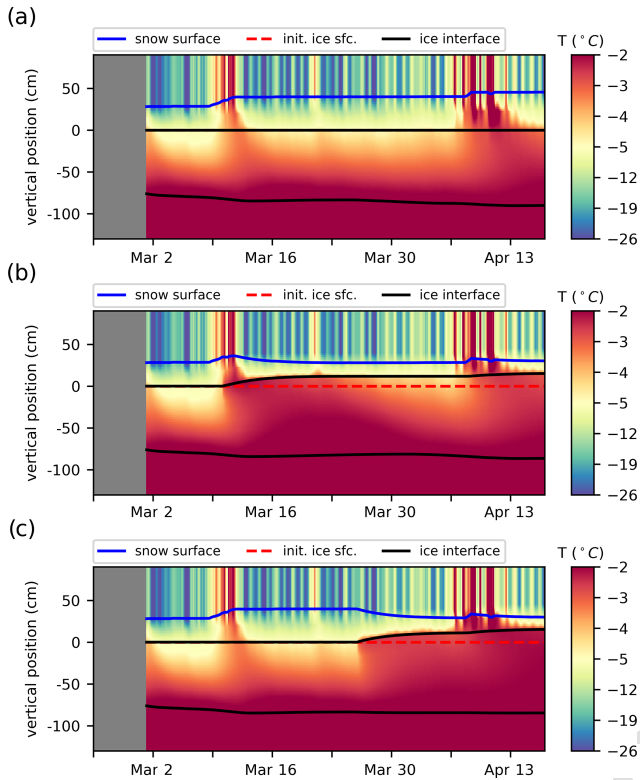 (a)
snow surface
init. ice sfc.
ice interface
T (°C)
vertical position (cm)
50
0
-50
-100
Mar 2
Mar 16
Mar 30
Apr 13
−2
−3
−4
−5
−12
−19
−26
(b)
snow surface
init. ice sfc.
ice interface
T (°C)
vertical position (cm)
50
0
-50
-100
Mar 2
Mar 16
Mar 30
Apr 13
−2
−3
−4
−5
−12
−19
−26
(c)
snow surface
init. ice sfc.
ice interface
T (°C)
vertical position (cm)
50
0
-50
-100
Mar 2
Mar 16
Mar 30
Apr 13
−2
−3
−4
−5
−12
−19
−26